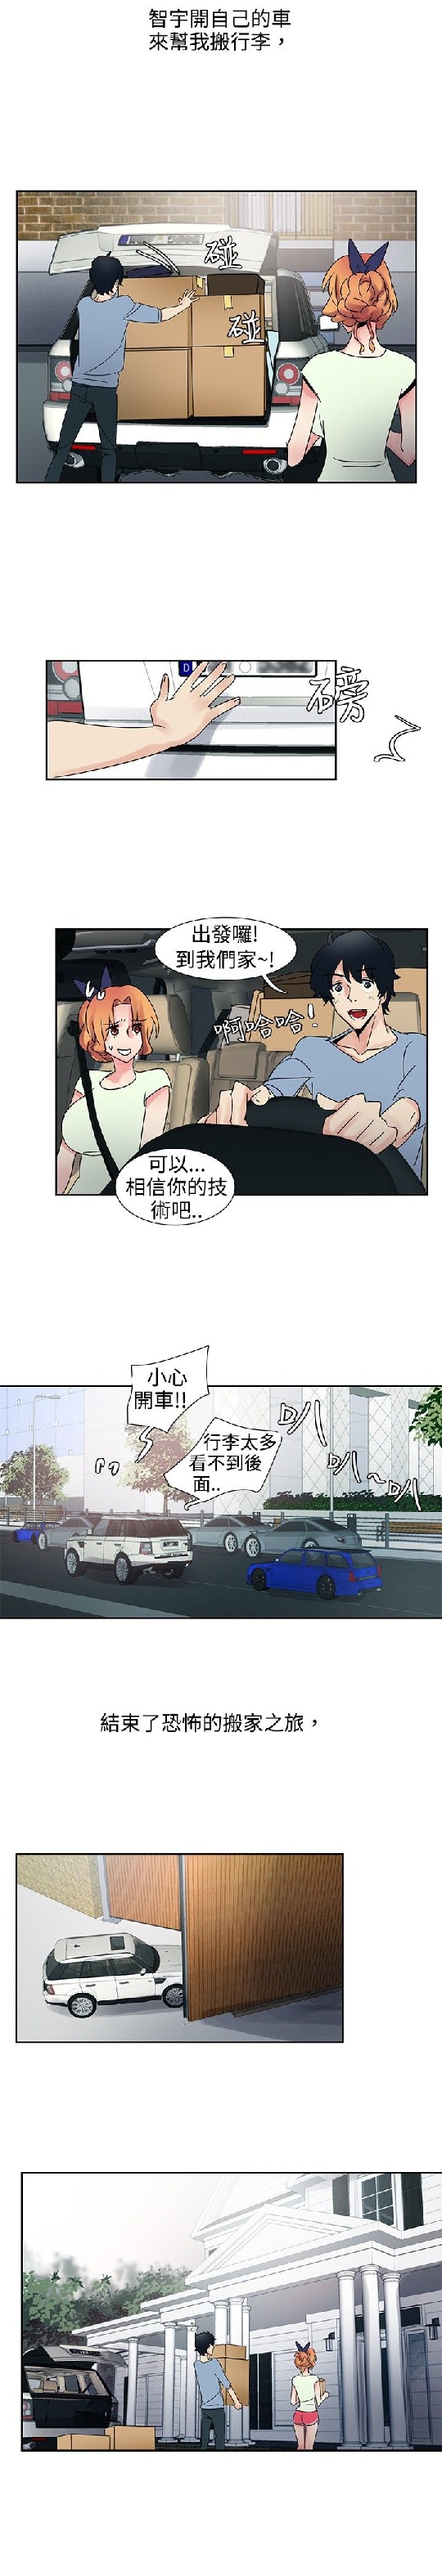 智宇開自己的車
來幫我搬行李，
碰
碰
D
磅
出發囉!
到我們家~!
啊哈哈!
可以...
相信你的技
術吧..
小心
開車!!
行李太多
看不到後
面..
叭
叭~叭
結束了恐怖的搬家之旅，